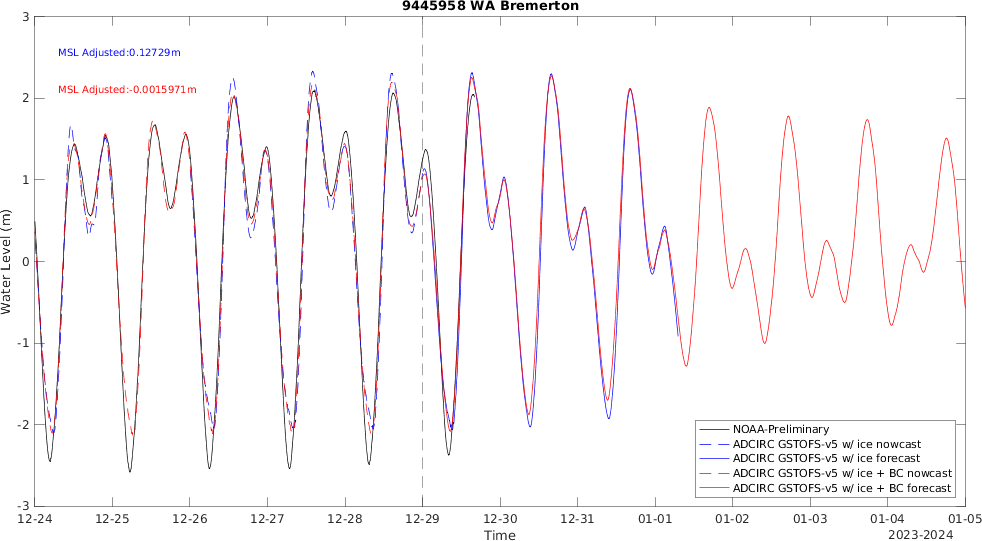 9445958 WA Bremerton
MSL Adjusted:0.12729m
MSL Adjusted:-0.0015971m
Water Level (m)
3
2
1
0
-1
-2
-3
NOAA-Preliminary
ADCIRC GSTOFS-v5 w/ ice nowcast
ADCIRC GSTOFS-v5 w/ ice forecast
ADCIRC GSTOFS-v5 w/ ice + BC nowcast
ADCIRC GSTOFS-v5 w/ ice + BC forecast
12-24 12-25 12-26 12-27 12-28 12-29 12-30 12-31 01-01 01-02 01-03 01-04 01-05
Time
2023-2024